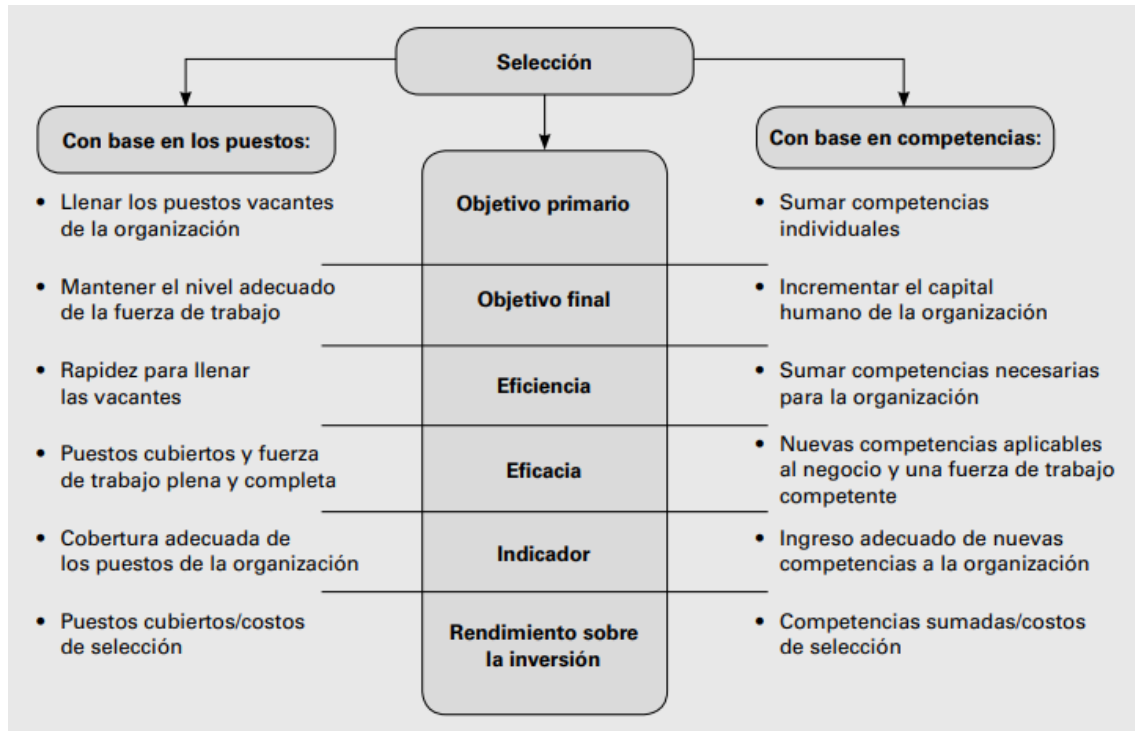 Selección
Con base en los puestos:
Con base en competencias:
• Llenar los puestos vacantes
de la organización
Objetivo primario
• Sumar competencias
individuales
• Mantener el nivel adecuado
de la fuerza de trabajo
Objetivo final
• Incrementar el capital
humano de la organización
• Rapidez para llenar
las vacantes
Eficiencia
• Sumar competencias necesarias
para la organización
• Puestos cubiertos y fuerza
de trabajo plena y completa
Eficacia
• Nuevas competencias aplicables
al negocio y una fuerza de trabajo
competente
• Cobertura adecuada de
los puestos de la organización
Indicador
• Ingreso adecuado de nuevas
competencias a la organización
• Puestos cubiertos/costos
de selección
Rendimiento sobre
la inversión
• Competencias sumadas/costos
de selección